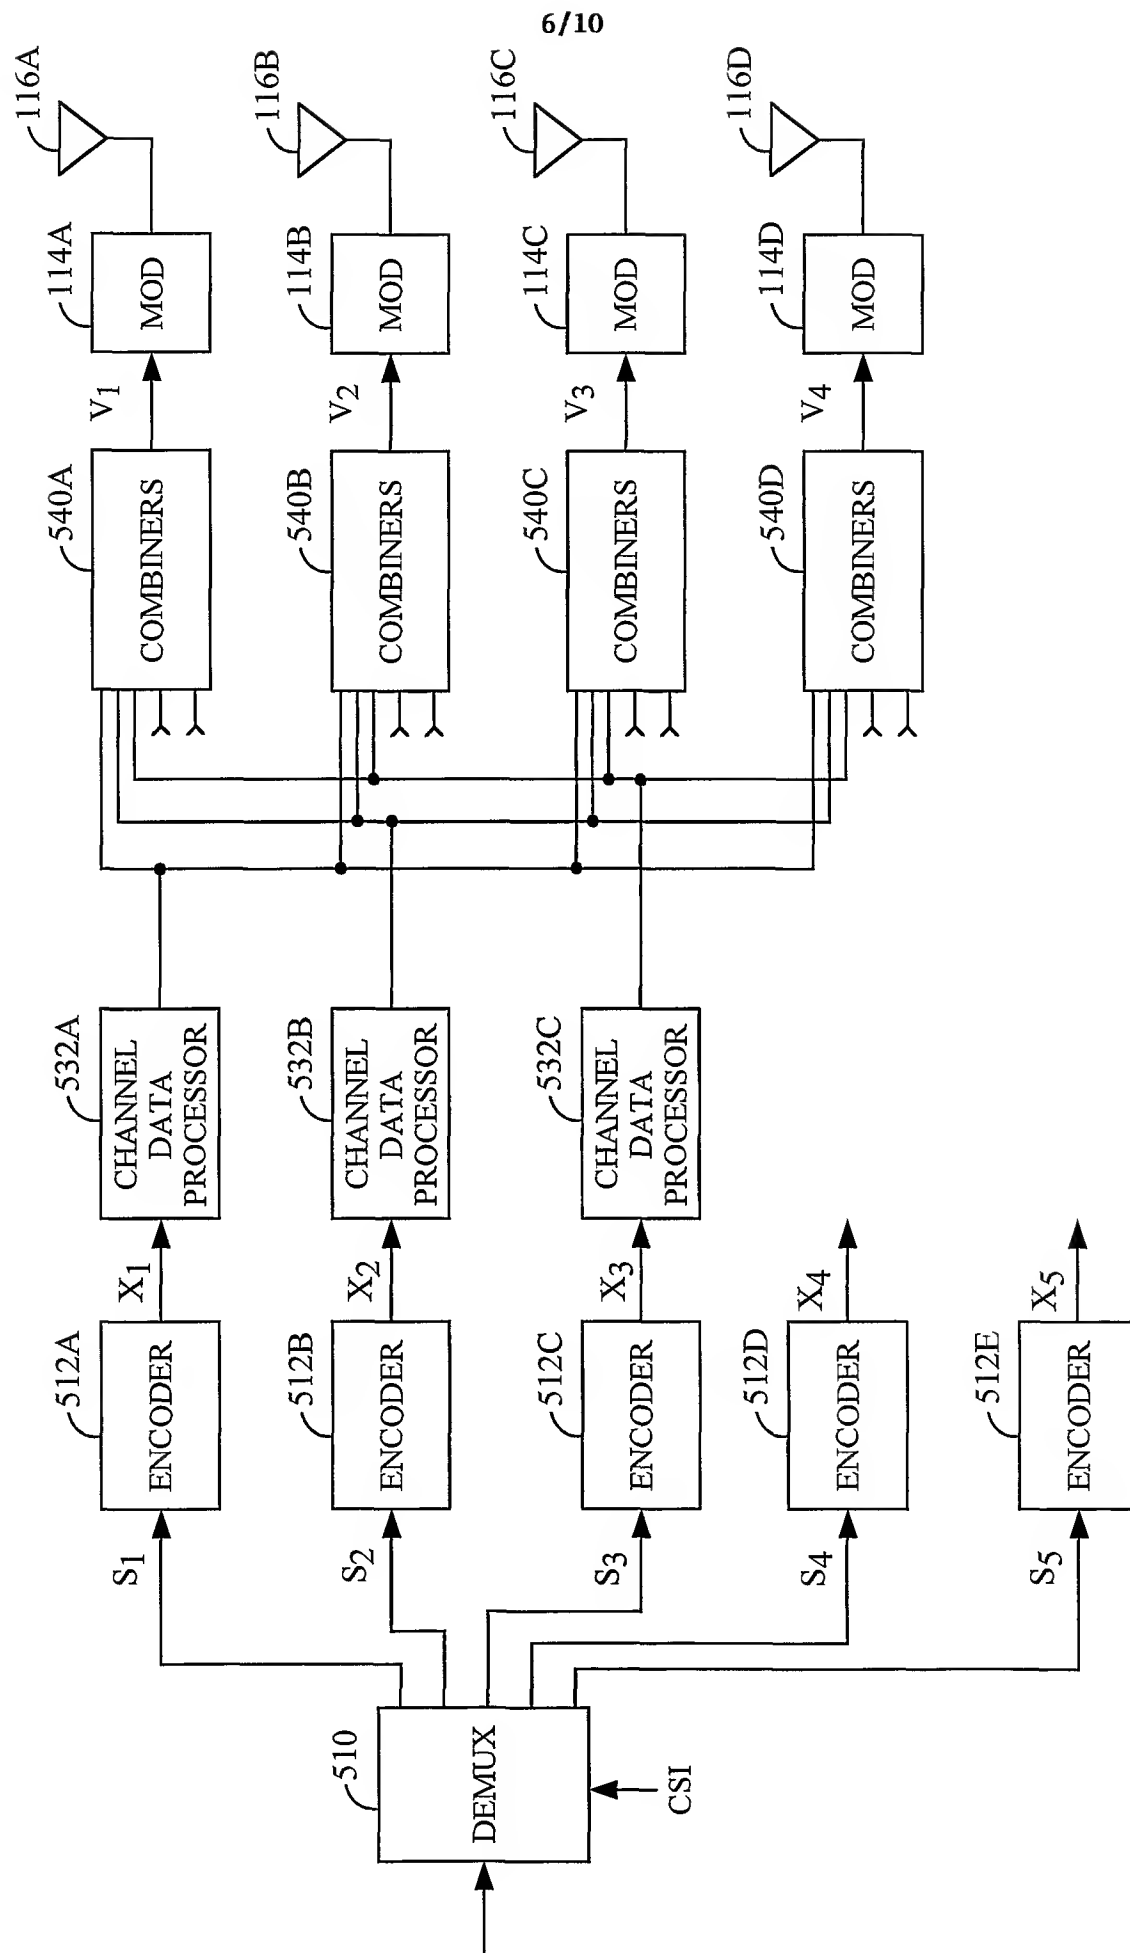 6/10
116A
116B
116C
116D
114A
MOD
114B
MOD
114C
MOD
114D
MOD
V1
V2
V3
V4
540A
COMBINERS
540B
COMBINERS
540C
COMBINERS
540D
COMBINERS
532A
CHANNEL
DATA
PROCESSOR
532B
CHANNEL
DATA
PROCESSOR
532C
CHANNEL
DATA
PROCESSOR
X1
X2
X3
X4
X5
512A
ENCODER
512B
ENCODER
512C
ENCODER
512D
ENCODER
512E
ENCODER
S1
S2
S3
S4
S5
510
DEMUX
CSI